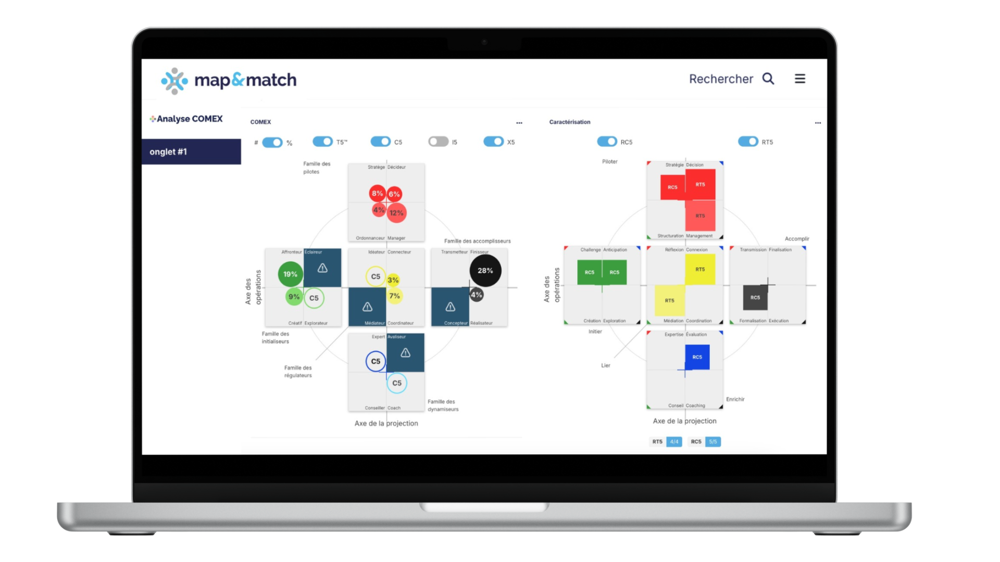 map&match
Rechercher
Analyse COMEX
onglet #1
COMEX
...
# %
T5™
C5
I5
X5
Famille des
pilotes
Stratège Décideur
8% 6%
4% 12%
Ordonnanceur Manager
Famille des accomplisseurs
Axe des
opérations
Affronteur Éclaireur
19%
9% C5
Créatif Explorateur
Famille des
initialiseurs
Idéateur Connecteur
C5 3%
7%
Médiateur Coordinateur
Transmetteur Finisseur
28%
4%
Concepteur Réalisateur
Famille des
régulateurs
Expert Avaliseur
C5
C5
Conseiller Coach
Famille des
dynamiseurs
Axe de la projection
Caractérisation
...
RC5
RT5
Piloter
Stratégie Décision
RC5 RT5
RT5
Structuration Management
Accomplir
Axe des
opérations
Challenge Anticipation
RC5 RC5
Création Exploration
Initier
Réflexion Connexion
RT5
RT5
Médiation Coordination
Transmission Finalisation
RC5
Formalisation Exécution
Lier
Expertise Évaluation
RC5
Conseil Coaching
Enrichir
Axe de la projection
RT5 4/4 RC5 5/5